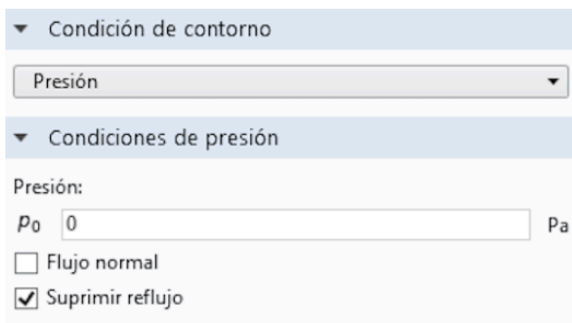 Condición de contorno
Presión
Condiciones de presión
Presión:
p₀ 0 Pa
Flujo normal
Suprimir reflujo